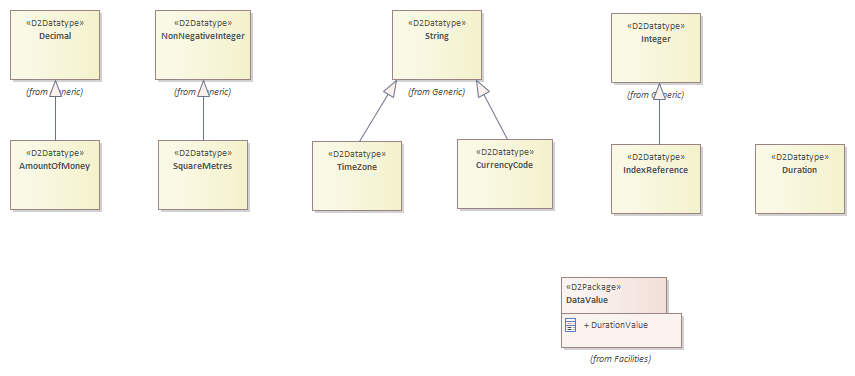 «D2Datatype»
Decimal
(from Generic)
«D2Datatype»
NonNegativeInteger
(from Generic)
«D2Datatype»
String
(from Generic)
«D2Datatype»
Integer
(from Generic)
«D2Datatype»
AmountOfMoney
«D2Datatype»
SquareMetres
«D2Datatype»
TimeZone
«D2Datatype»
CurrencyCode
«D2Datatype»
IndexReference
«D2Datatype»
Duration
«D2Package»
DataValue
+ DurationValue
(from Facilities)